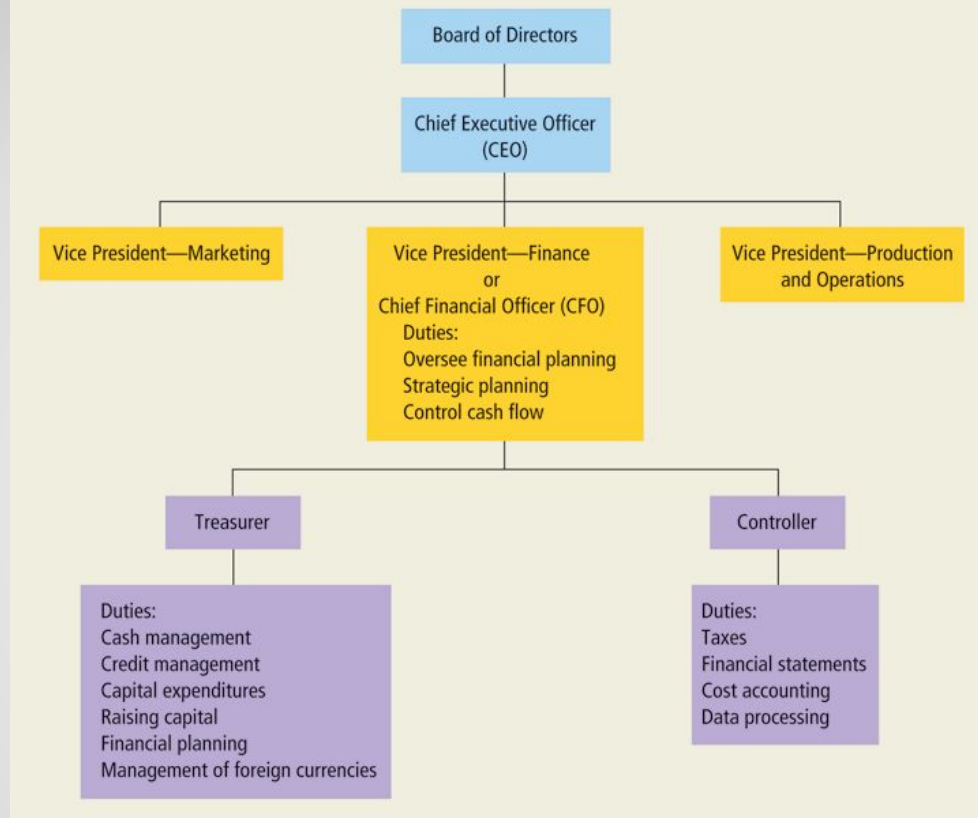 Board of Directors
Chief Executive Officer
(CEO)
Vice President—Marketing
Vice President—Finance
or
Chief Financial Officer (CFO)
Duties:
Oversee financial planning
Strategic planning
Control cash flow
Vice President—Production
and Operations
Treasurer
Controller
Duties:
Cash management
Credit management
Capital expenditures
Raising capital
Financial planning
Management of foreign currencies
Duties:
Taxes
Financial statements
Cost accounting
Data processing